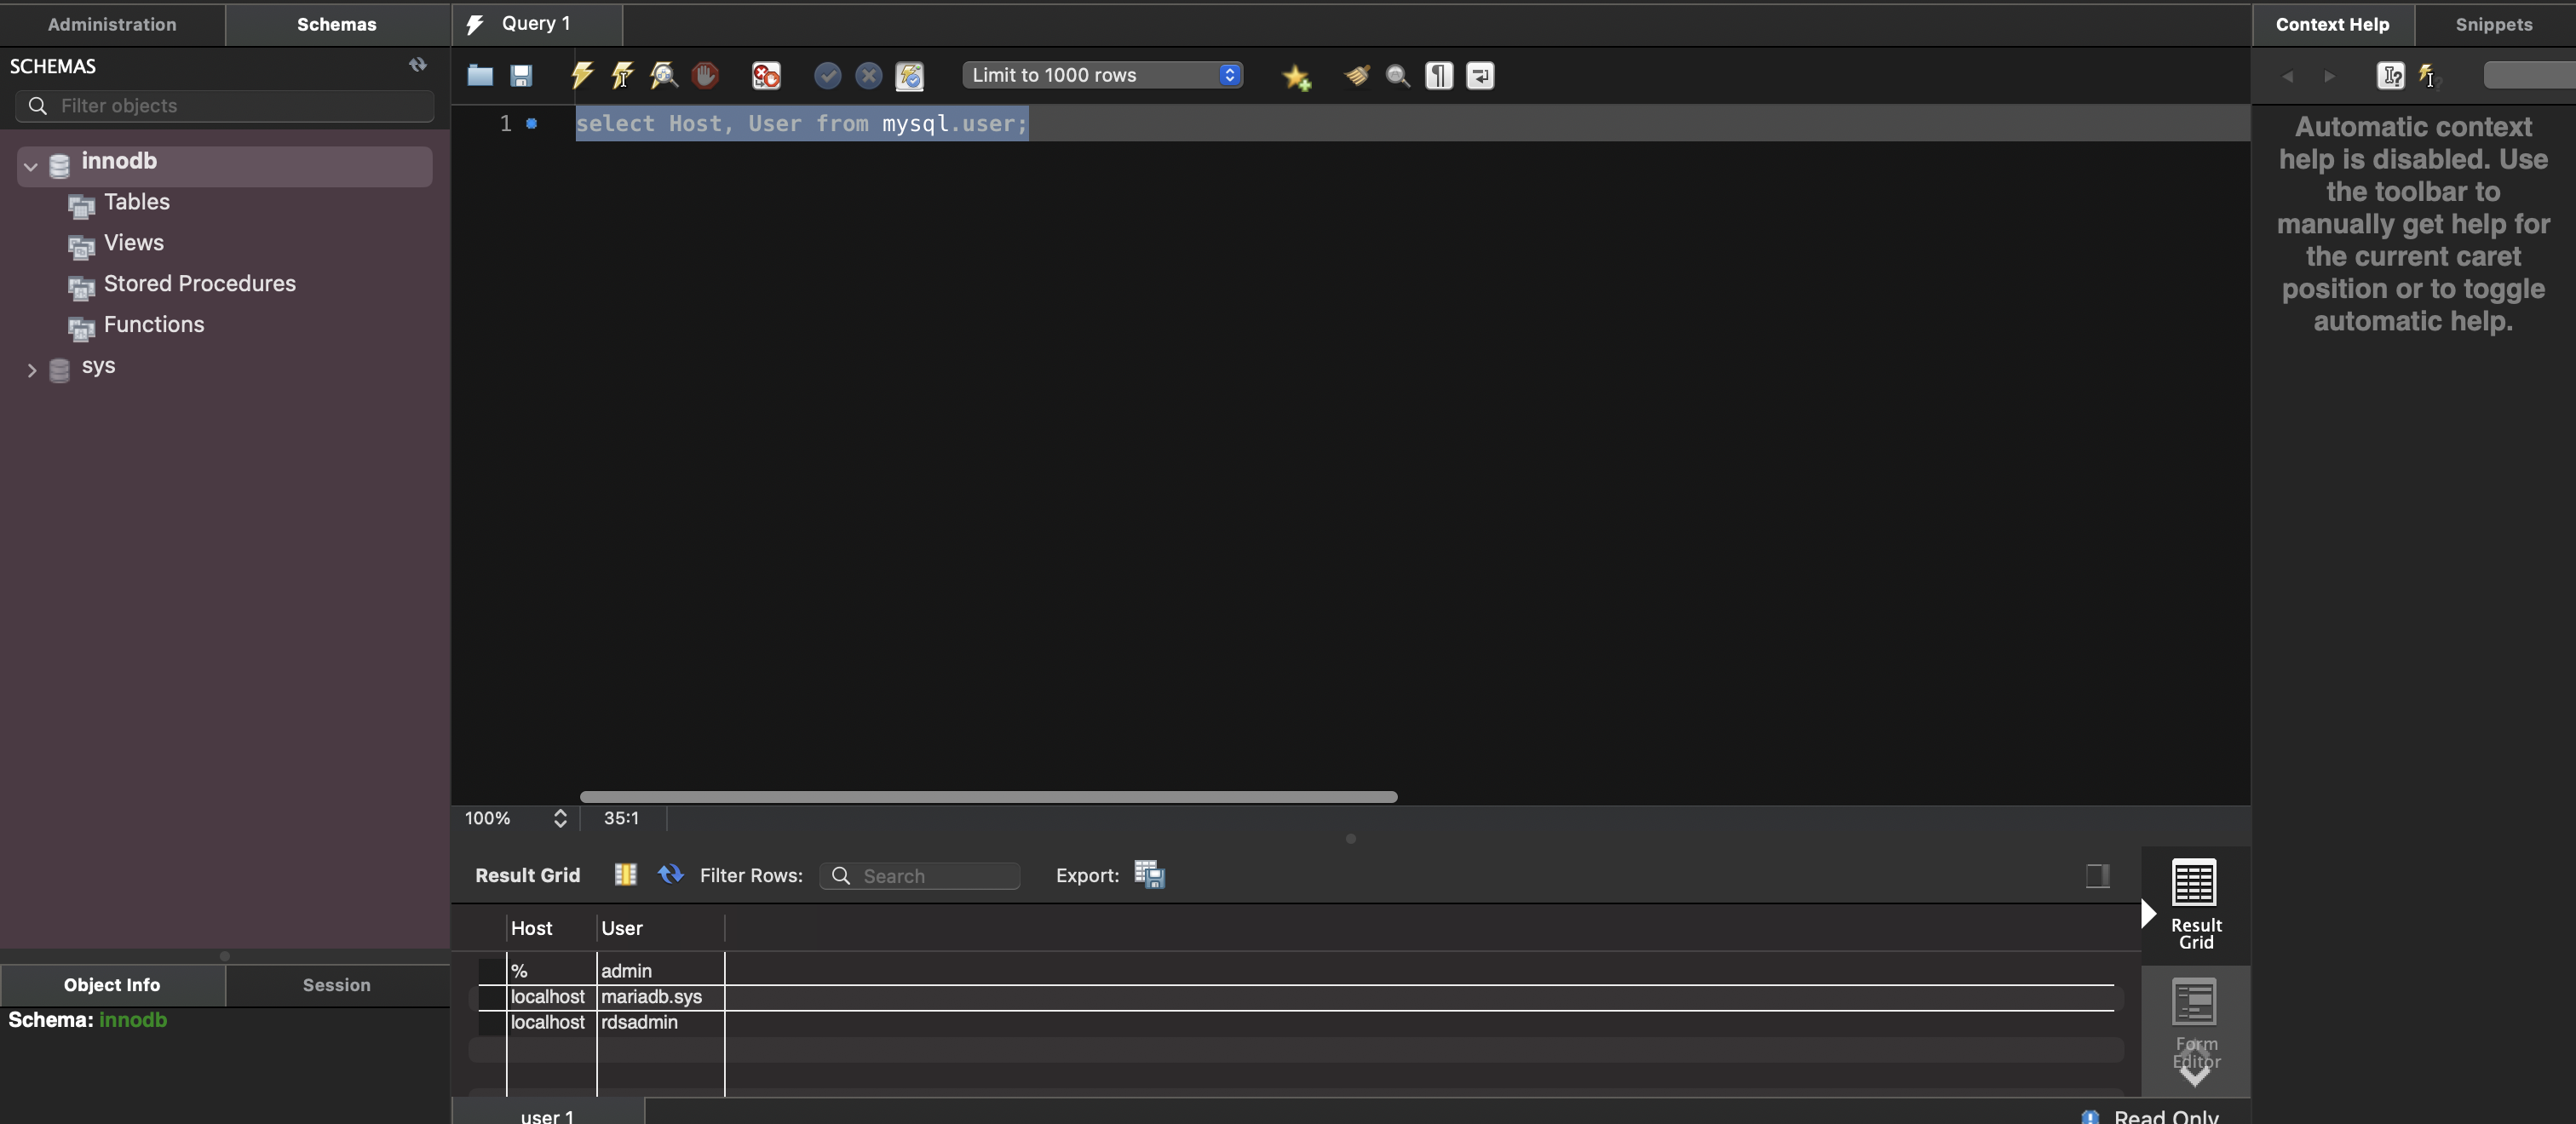 Administration
Schemas
SCHEMAS
Filter objects
innodb
Tables
Views
Stored Procedures
Functions
sys
Object Info
Session
Schema: innodb
Query 1
Limit to 1000 rows
1
select Host, User from mysql.user;
100%
35:1
Result Grid
Filter Rows:
Search
Export:
Host User
% admin
localhost mariadb.sys
localhost rdsadmin
Result
Grid
Form
Editor
user 1
Read Only
Context Help
Snippets
Automatic context
help is disabled. Use
the toolbar to
manually get help for
the current caret
position or to toggle
automatic help.